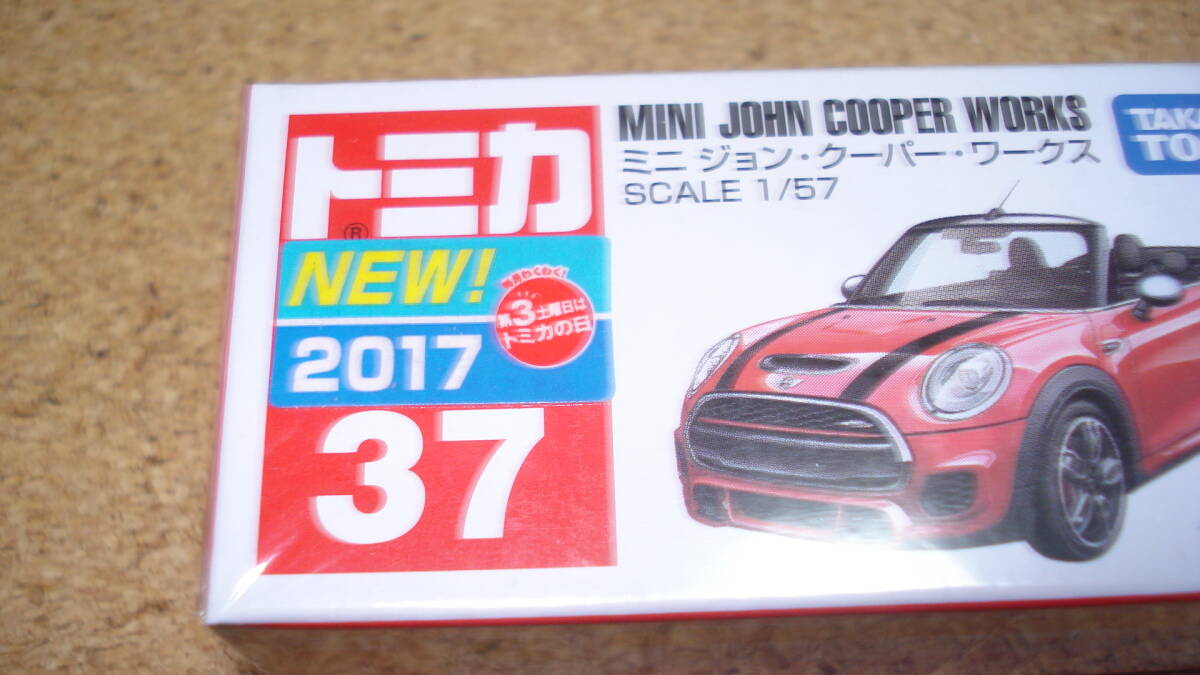 トミカ
®
NEW!
2017
毎月わくわく!
第3土曜日は
トミカの日
37
MINI JOHN COOPER WORKS
ミニ ジョン・クーパー・ワークス
SCALE 1/57
TAK
TO